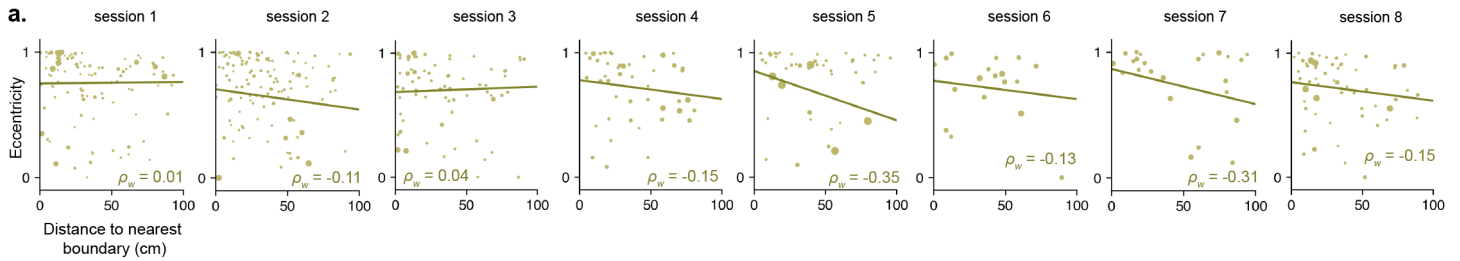 a.
session 1
session 2
session 3
session 4
session 5
session 6
session 7
session 8
Eccentricity
1
0
0 50 100
ρw = 0.01
1
0
0 50 100
ρw = -0.11
1
0
0 50 100
ρw = 0.04
1
0
0 50 100
ρw = -0.15
1
0
0 50 100
ρw = -0.35
1
0
0 50 100
ρw = -0.13
1
0
0 50 100
ρw = -0.31
1
0
0 50 100
ρw = -0.15
Distance to nearest
boundary (cm)